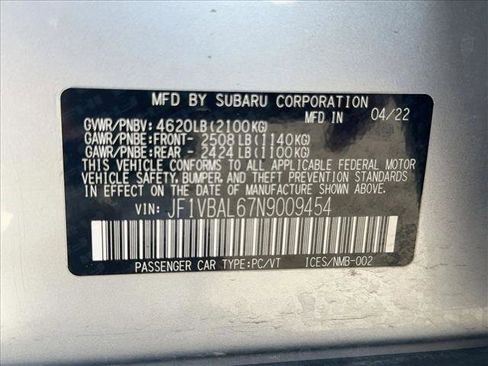 MFD BY SUBARU CORPORATION
MFD IN 04/22
GVWR/PNBV: 4620LB(2100KG)
GAWR/PNBE:FRONT- 2508LB(1140KG)
GAWR/PNBE:REAR - 2424LB(1100KG)
THIS VEHICLE CONFORMS TO ALL APPLICABLE FEDERAL MOTOR
VEHICLE SAFETY, BUMPER, AND THEFT PREVENTION STANDARDS
IN EFFECT ON THE DATE OF MANUFACTURE SHOWN ABOVE.
VIN: JF1VBAL67N9009454
PASSENGER CAR TYPE:PC/VT ICES/NMB-002